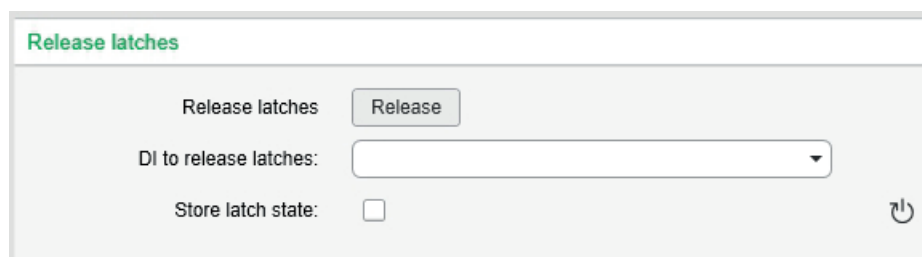 Release latches
Release latches Release
DI to release latches:
Store latch state: